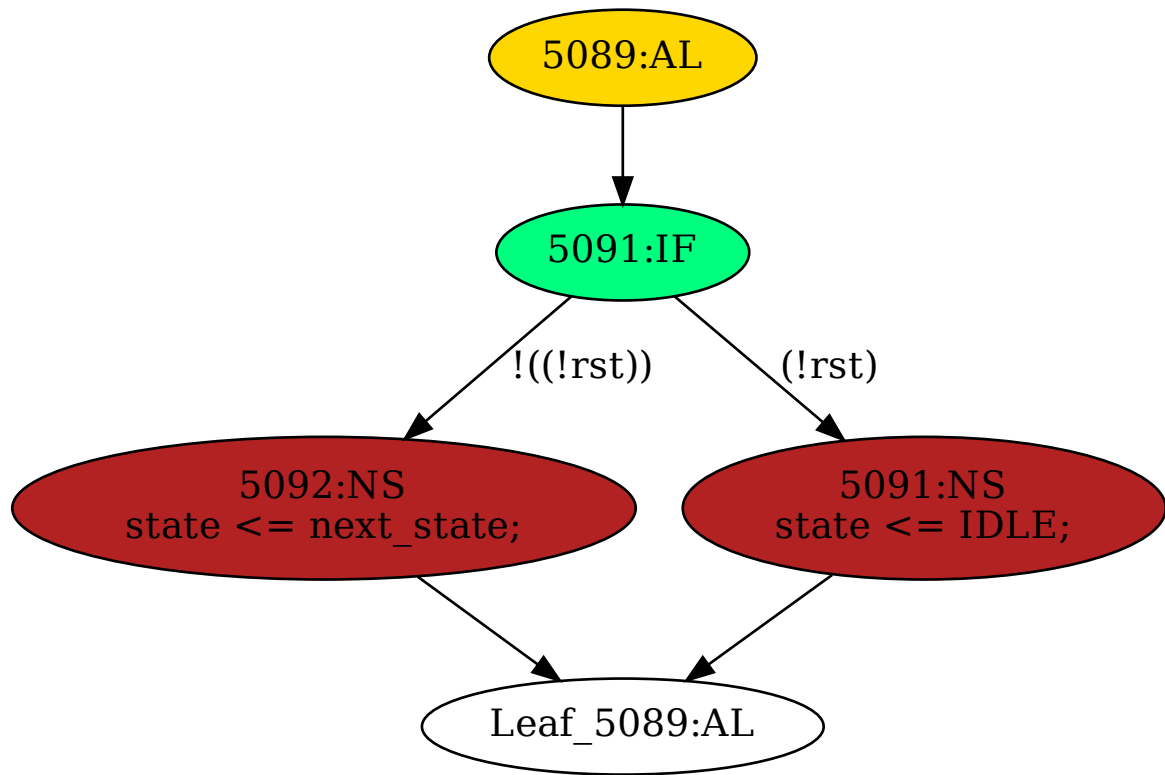 5089:AL
5091:IF
!((!rst))
(!rst)
5092:NS
state <= next_state;
5091:NS
state <= IDLE;
Leaf_5089:AL